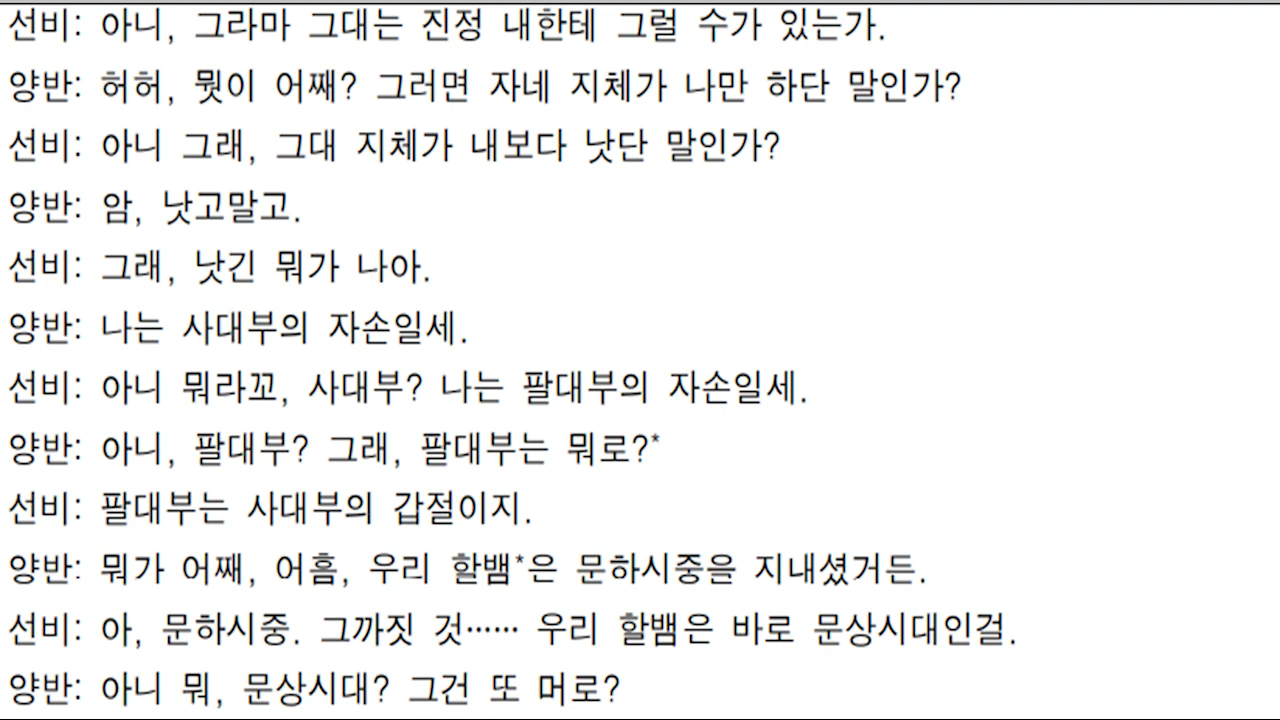 선비: 아니, 그라마 그대는 진정 내한테 그럴 수가 있는가.
양반: 허허, 뭣이 어째? 그러면 자네 지체가 나만 하단 말인가?
선비: 아니 그래, 그대 지체가 내보다 낫단 말인가?
양반: 암, 낫고말고.
선비: 그래, 낫긴 뭐가 나아.
양반: 나는 사대부의 자손일세.
선비: 아니 뭐라꼬, 사대부? 나는 팔대부의 자손일세.
양반: 아니, 팔대부? 그래, 팔대부는 뭐로?*
선비: 팔대부는 사대부의 갑절이지.
양반: 뭐가 어째, 어흠, 우리 할뱀*은 문하시중을 지내셨거든.
선비: 아, 문하시중. 그까짓 것…… 우리 할뱀은 바로 문상시대인걸.
양반: 아니 뭐, 문상시대? 그건 또 머로?